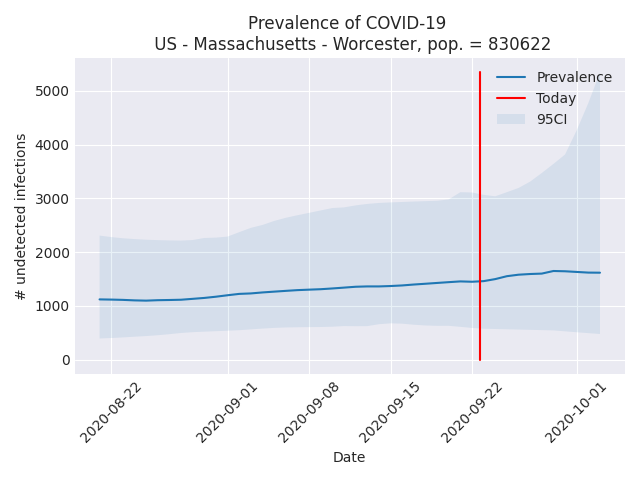 Prevalence of COVID-19
US - Massachusetts - Worcester, pop. = 830622
Prevalence
Today
95CI
# undetected infections
5000
4000
3000
2000
1000
0
2020-08-22
2020-09-01
2020-09-08
2020-09-15
2020-09-22
2020-10-01
Date